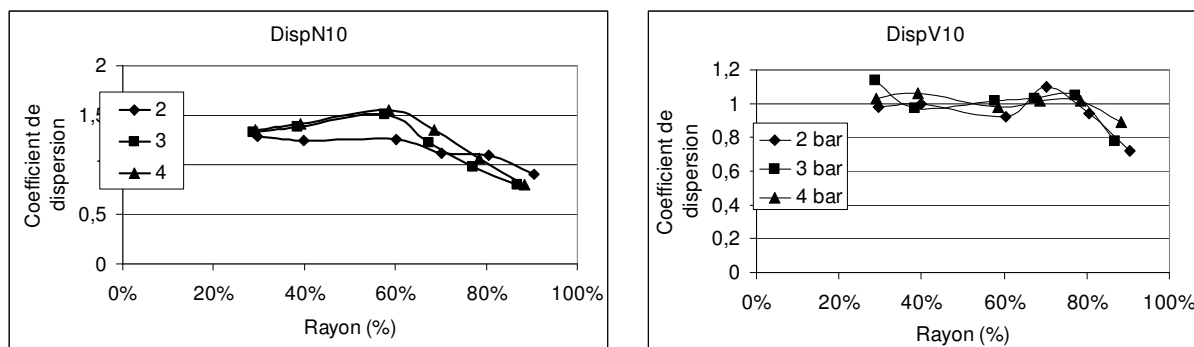 DispN10
Coefficient de
dispersion
2
1,5
1
0,5
0
2
3
4
0%
20%
40%
60%
80%
100%
Rayon (%)
DispV10
Coefficient de
dispersion
1,2
1
0,8
0,6
0,4
0,2
0
2 bar
3 bar
4 bar
0%
20%
40%
60%
80%
100%
Rayon (%)